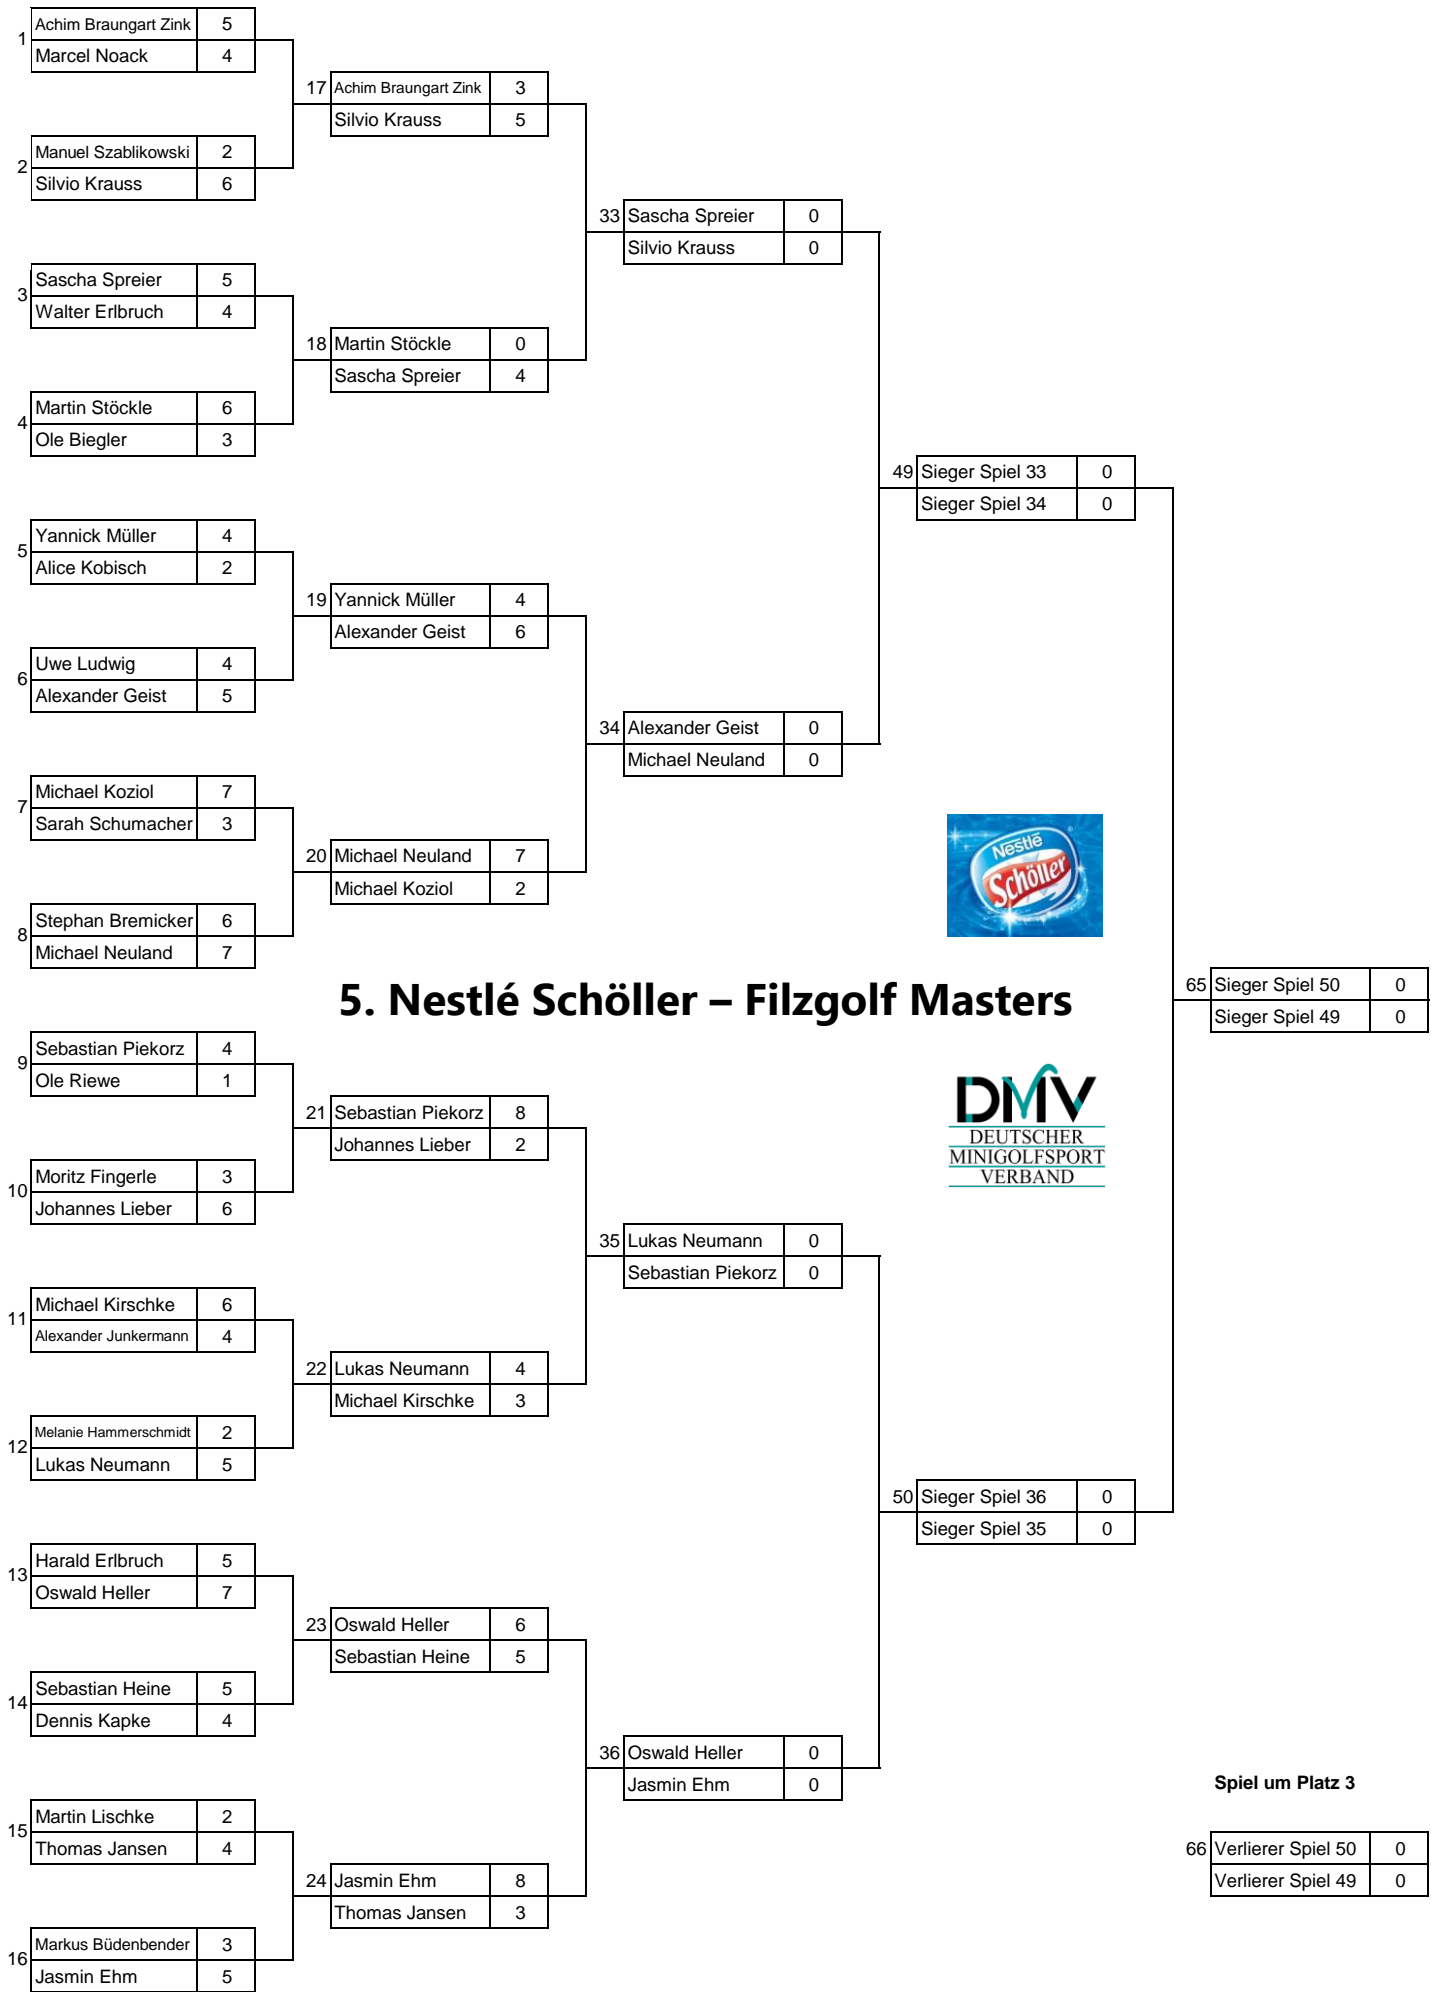 1 Achim Braungart Zink 5
Marcel Noack 4
2 Manuel Szablikowski 2
Silvio Krauss 6
3 Sascha Spreier 5
Walter Erlbruch 4
4 Martin Stöckle 6
Ole Biegler 3
5 Yannick Müller 4
Alice Kobisch 2
6 Uwe Ludwig 4
Alexander Geist 5
7 Michael Koziol 7
Sarah Schumacher 3
8 Stephan Bremicker 6
Michael Neuland 7
9 Sebastian Piekorz 4
Ole Riewe 1
10 Moritz Fingerle 3
Johannes Lieber 6
11 Michael Kirschke 6
Alexander Junkermann 4
12 Melanie Hammerschmidt 2
Lukas Neumann 5
13 Harald Erlbruch 5
Oswald Heller 7
14 Sebastian Heine 5
Dennis Kapke 4
15 Martin Lischke 2
Thomas Jansen 4
16 Markus Büdenbender 3
Jasmin Ehm 5
17 Achim Braungart Zink 3
Silvio Krauss 5
18 Martin Stöckle 0
Sascha Spreier 4
19 Yannick Müller 4
Alexander Geist 6
20 Michael Neuland 7
Michael Koziol 2
21 Sebastian Piekorz 8
Johannes Lieber 2
22 Lukas Neumann 4
Michael Kirschke 3
23 Oswald Heller 6
Sebastian Heine 5
24 Jasmin Ehm 8
Thomas Jansen 3
33 Sascha Spreier 0
Silvio Krauss 0
34 Alexander Geist 0
Michael Neuland 0
35 Lukas Neumann 0
Sebastian Piekorz 0
36 Oswald Heller 0
Jasmin Ehm 0
49 Sieger Spiel 33 0
Sieger Spiel 34 0
50 Sieger Spiel 36 0
Sieger Spiel 35 0
Nestlé
Schöller
®
5. Nestlé Schöller – Filzgolf Masters
DMV
DEUTSCHER
MINIGOLFSPORT
VERBAND
65 Sieger Spiel 50 0
Sieger Spiel 49 0
Spiel um Platz 3
66 Verlierer Spiel 50 0
Verlierer Spiel 49 0